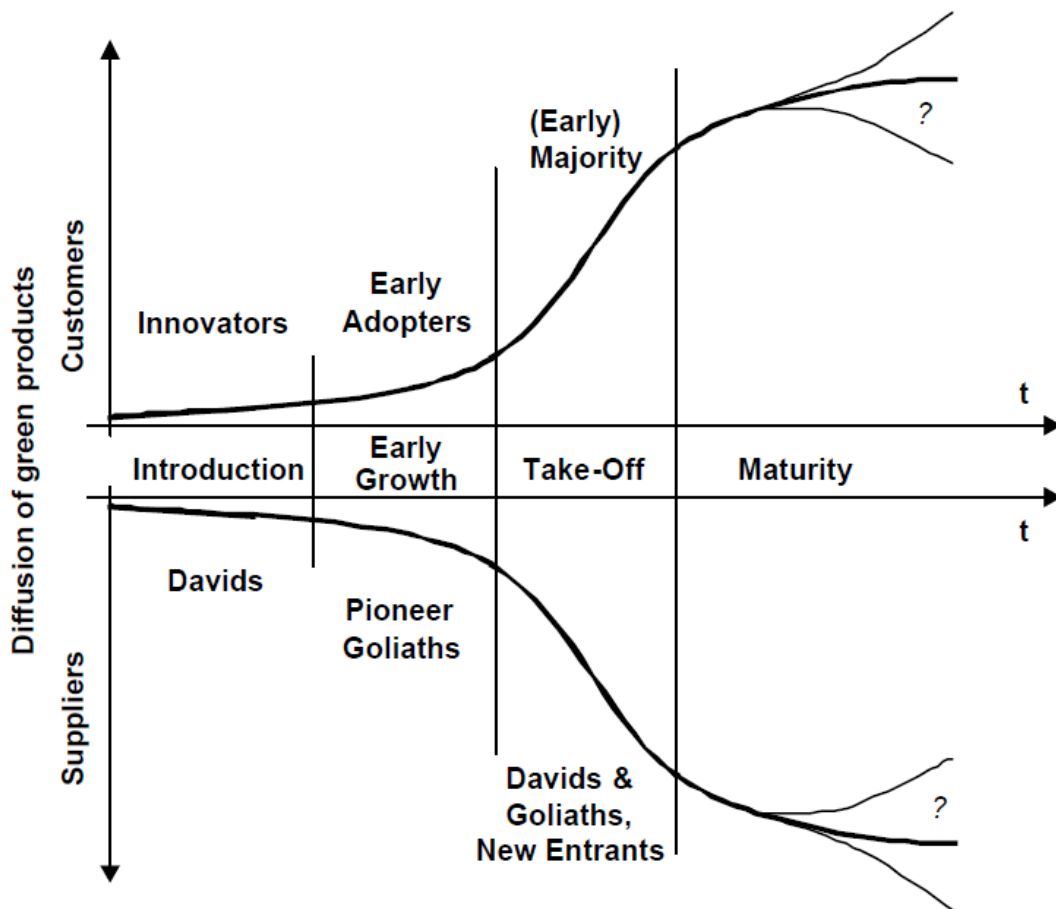 Diffusion of green products
Customers
Suppliers
(Early)
Majority
?
Early
Adopters
Innovators
t
Introduction
Early
Growth
Take-Off
Maturity
t
Davids
Pioneer
Goliaths
Davids &
Goliaths,
New Entrants
?